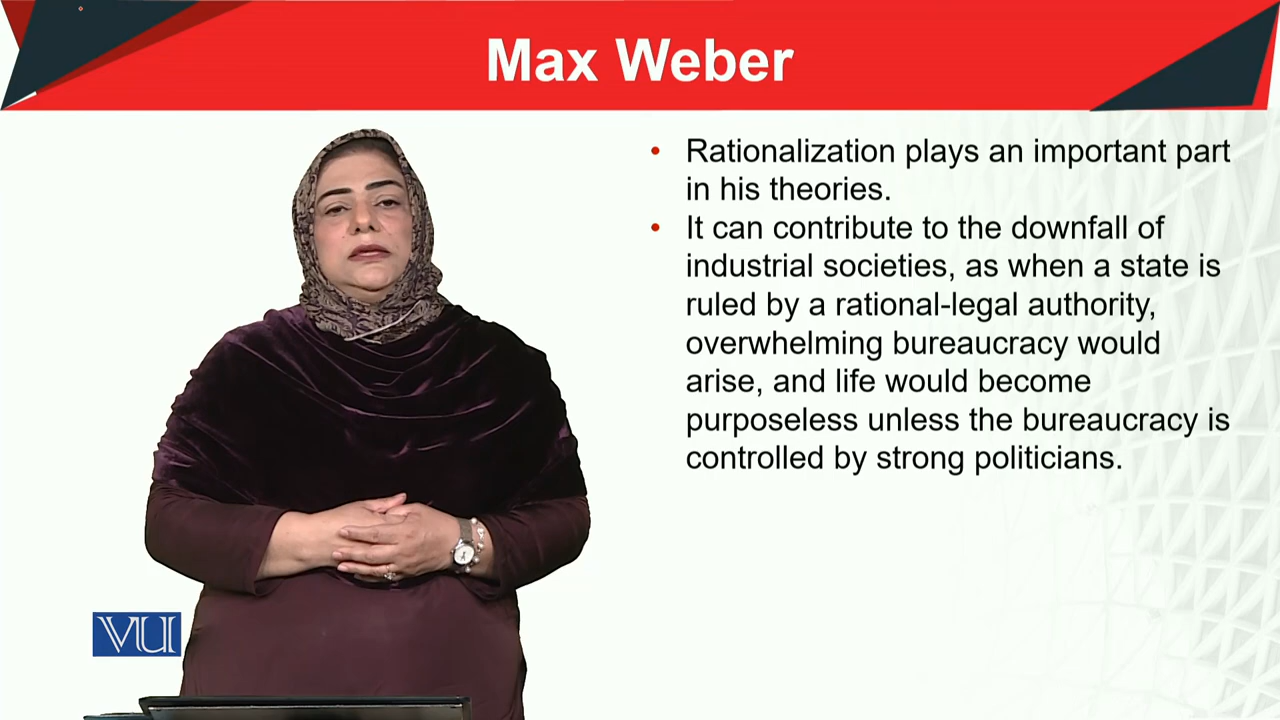 Max Weber
• Rationalization plays an important part
in his theories.
• It can contribute to the downfall of
industrial societies, as when a state is
ruled by a rational-legal authority,
overwhelming bureaucracy would
arise, and life would become
purposeless unless the bureaucracy is
controlled by strong politicians.
VU